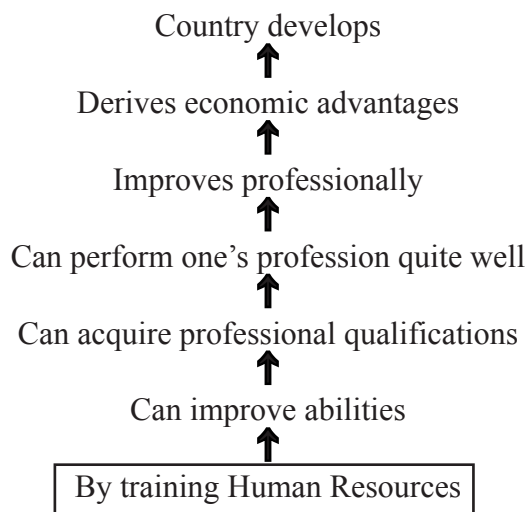 Country develops
Derives economic advantages
Improves professionally
Can perform one’s profession quite well
Can acquire professional qualifications
Can improve abilities
By training Human Resources